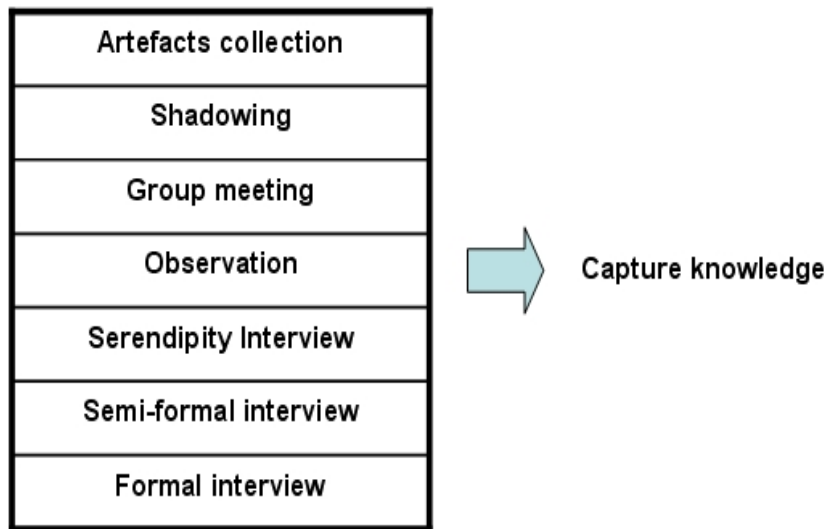 Artefacts collection
Shadowing
Group meeting
Observation
Serendipity Interview
Semi-formal interview
Formal interview
Capture knowledge